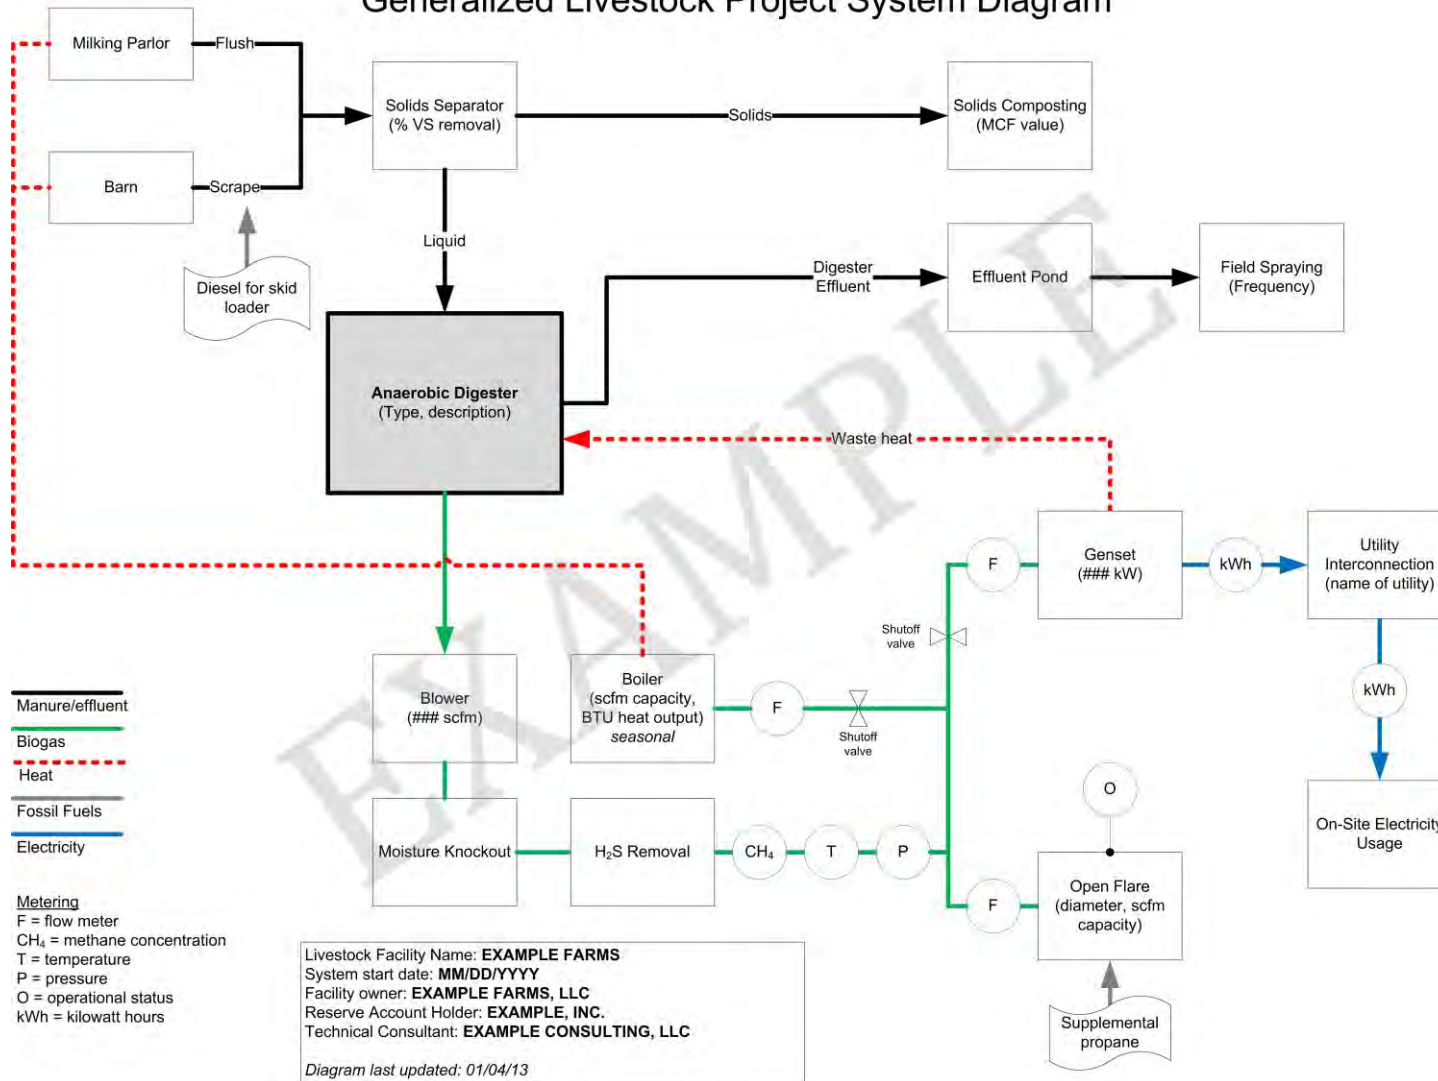 Generalized Livestock Project System Diagram
Milking Parlor
Flush
Solids Separator
(% VS removal)
Solids
Solids Composting
(MCF value)
Barn
Scrape
Diesel for skid
loader
Liquid
Digester
Effluent
Effluent Pond
Field Spraying
(Frequency)
Anaerobic Digester
(Type, description)
Waste heat
EXAMPLE
F
Genset
(### kW)
kWh
Utility
Interconnection
(name of utility)
Shutoff
valve
kWh
Blower
(### scfm)
Boiler
(scfm capacity,
BTU heat output)
seasonal
F
Shutoff
valve
Manure/effluent
Biogas
Heat
Fossil Fuels
Electricity
O
On-Site Electricity
Usage
Moisture Knockout
H₂S Removal
CH₄
T
P
F
Open Flare
(diameter, scfm
capacity)
Supplemental
propane
Metering
F = flow meter
CH₄ = methane concentration
T = temperature
P = pressure
O = operational status
kWh = kilowatt hours
Livestock Facility Name: EXAMPLE FARMS
System start date: MM/DD/YYYY
Facility owner: EXAMPLE FARMS, LLC
Reserve Account Holder: EXAMPLE, INC.
Technical Consultant: EXAMPLE CONSULTING, LLC
Diagram last updated: 01/04/13